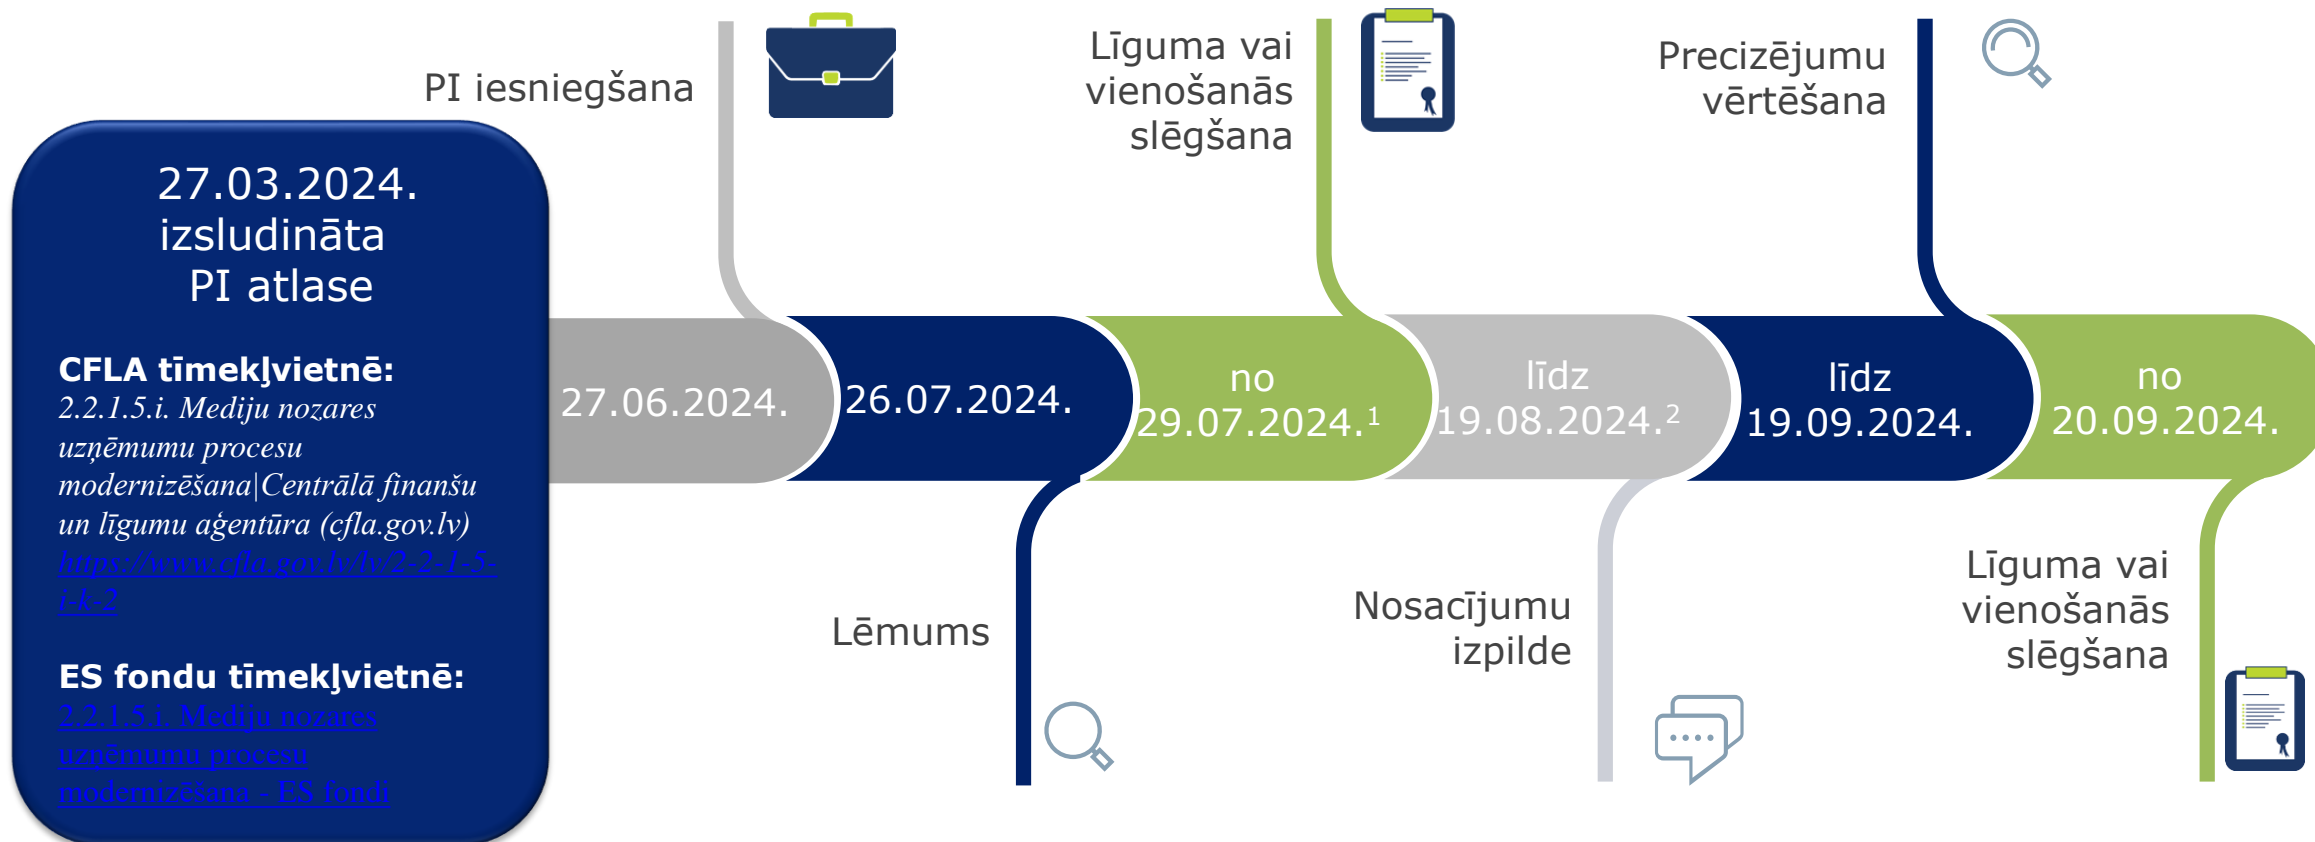 27.03.2024.
izsludināta
PI atlase
CFLA tīmekļvietnē:
2.2.1.5.i. Mediju nozares
uzņēmumu procesu
modernizēšana|Centrālā finanšu
un līgumu aģentūra (cfla.gov.lv)
https://www.cfla.gov.lv/lv/2-2-1-5-
i-k-2
ES fondu tīmekļvietnē:
2.2.1.5.i. Mediju nozares
uzņēmumu procesu
modernizēšana - ES fondi
PI iesniegšana
27.06.2024.
26.07.2024.
Lēmums
Līguma vai
vienošanās
slēgšana
no
29.07.2024.¹
līdz
19.08.2024.²
Nosacījumu
izpilde
Precizējumu
vērtēšana
līdz
19.09.2024.
no
20.09.2024.
Līguma vai
vienošanās
slēgšana